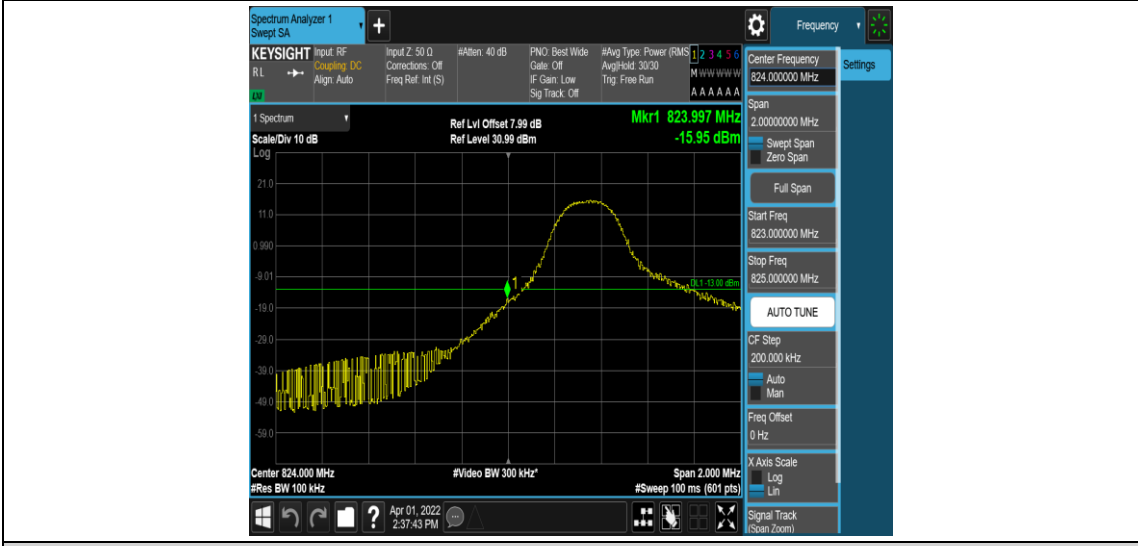 Spectrum Analyzer 1
Swept SA
Frequency
KEYSIGHT
RL
LXI
Input: RF
Coupling: DC
Align: Auto
Input Z: 50 Ω
Corrections: Off
Freq Ref: Int (S)
#Atten: 40 dB
PNO: Best Wide
Gate: Off
IF Gain: Low
Sig Track: Off
#Avg Type: Power (RMS
Avg|Hold: 30/30
Trig: Free Run
1 2 3 4 5 6
M W W W W W
A A A A A A
1 Spectrum
Scale/Div 10 dB
Log
Ref Lvl Offset 7.99 dB
Ref Level 30.99 dBm
Mkr1 823.997 MHz
-15.95 dBm
21.0
11.0
0.990
-9.01
-19.0
-29.0
-39.0
-49.0
-59.0
1
DL1 -13.00 dBm
Center 824.000 MHz
#Res BW 100 kHz
#Video BW 300 kHz*
Span 2.000 MHz
#Sweep 100 ms (601 pts)
Apr 01, 2022
2:37:43 PM
Center Frequency
824.000000 MHz
Settings
Span
2.00000000 MHz
Swept Span
Zero Span
Full Span
Start Freq
823.000000 MHz
Stop Freq
825.000000 MHz
AUTO TUNE
CF Step
200.000 kHz
Auto
Man
Freq Offset
0 Hz
X Axis Scale
Log
Lin
Signal Track
(Span Zoom)